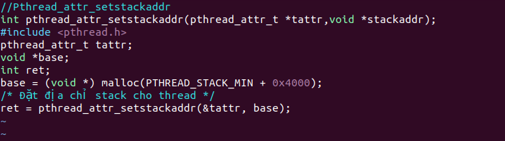 //Pthread_attr_setstackaddr
int pthread_attr_setstackaddr(pthread_attr_t *tattr,void *stackaddr);
#include <pthread.h>
pthread_attr_t tattr;
void *base;
int ret;
base = (void *) malloc(PTHREAD_STACK_MIN + 0x4000);
/* Đặt địa chỉ stack cho thread */
ret = pthread_attr_setstackaddr(&tattr, base);
~
~